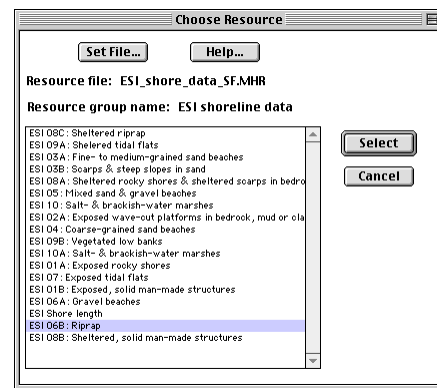 Choose Resource
Set File... Help...
Resource file: ESI_shore_data_SF.MHR
Resource group name: ESI shoreline data
ESI 08C: Sheltered riprap
ESI 09A: Shelered tidal flats
ESI 03A: Fine- to medium-grained sand beaches
ESI 03B: Scarps & steep slopes in sand
ESI 08A: Sheltered rocky shores & sheltered scarps in bedro
ESI 05: Mixed sand & gravel beaches
ESI 10: Salt- & brackish-water marshes
ESI 02A: Exposed wave-cut platforms in bedrock, mud or cla
ESI 04: Coarse-grained sand beaches
ESI 09B: Vegetated low banks
ESI 10A: Salt- & brackish-water marshes
ESI 01A: Exposed rocky shores
ESI 07: Exposed tidal flats
ESI 01B: Exposed, solid man-made structures
ESI 06A: Gravel beaches
ESI Shore length
ESI 06B: Riprap
ESI 08B: Sheltered, solid man-made structures
Select
Cancel